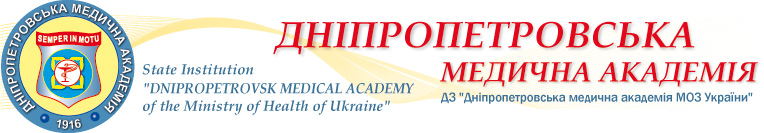 ДНІПРОПЕТРОВСЬКА МЕДИЧНА АКАДЕМІЯ
SEMPER IN MOTU
1916
State Institution
"DNIPROPETROVSK MEDICAL ACADEMY
of the Ministry of Health of Ukraine"
ДНІПРОПЕТРОВСЬКА
МЕДИЧНА АКАДЕМІЯ
ДЗ "Дніпропетровська медична академія МОЗ України"